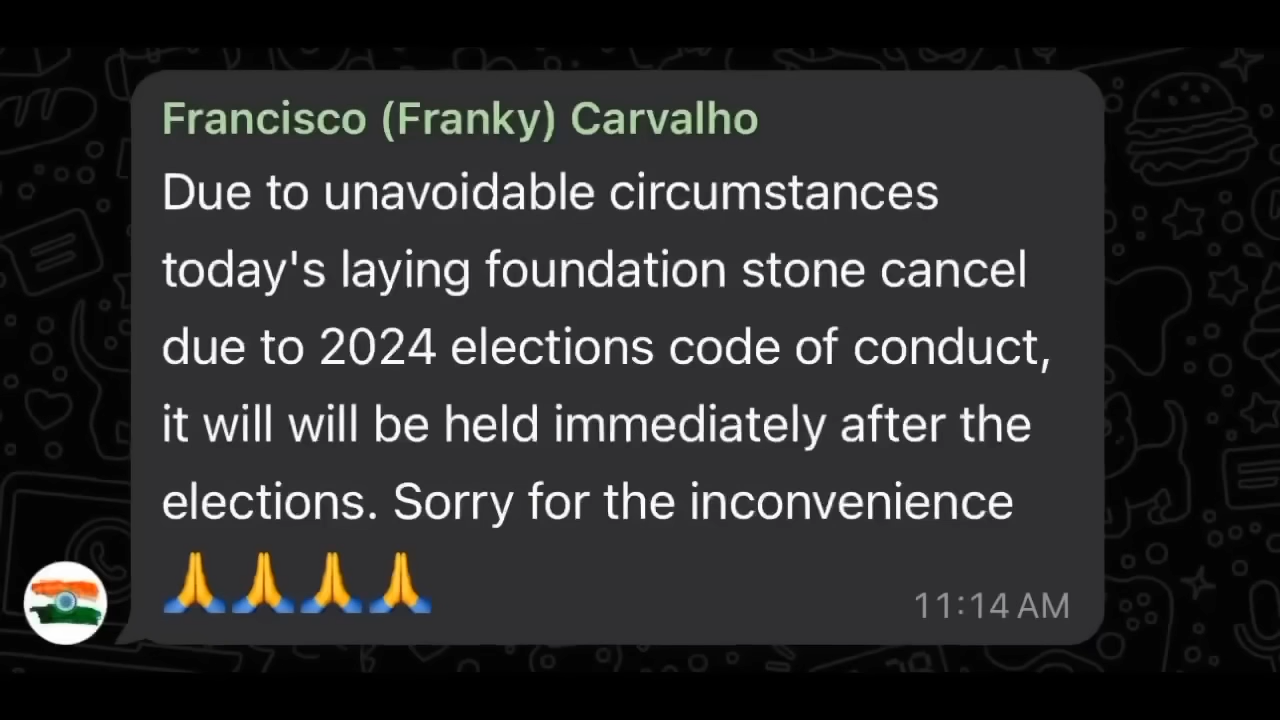 Francisco (Franky) Carvalho
Due to unavoidable circumstances
today's laying foundation stone cancel
due to 2024 elections code of conduct,
it will will be held immediately after the
elections. Sorry for the inconvenience
🙏🙏🙏🙏
11:14 AM